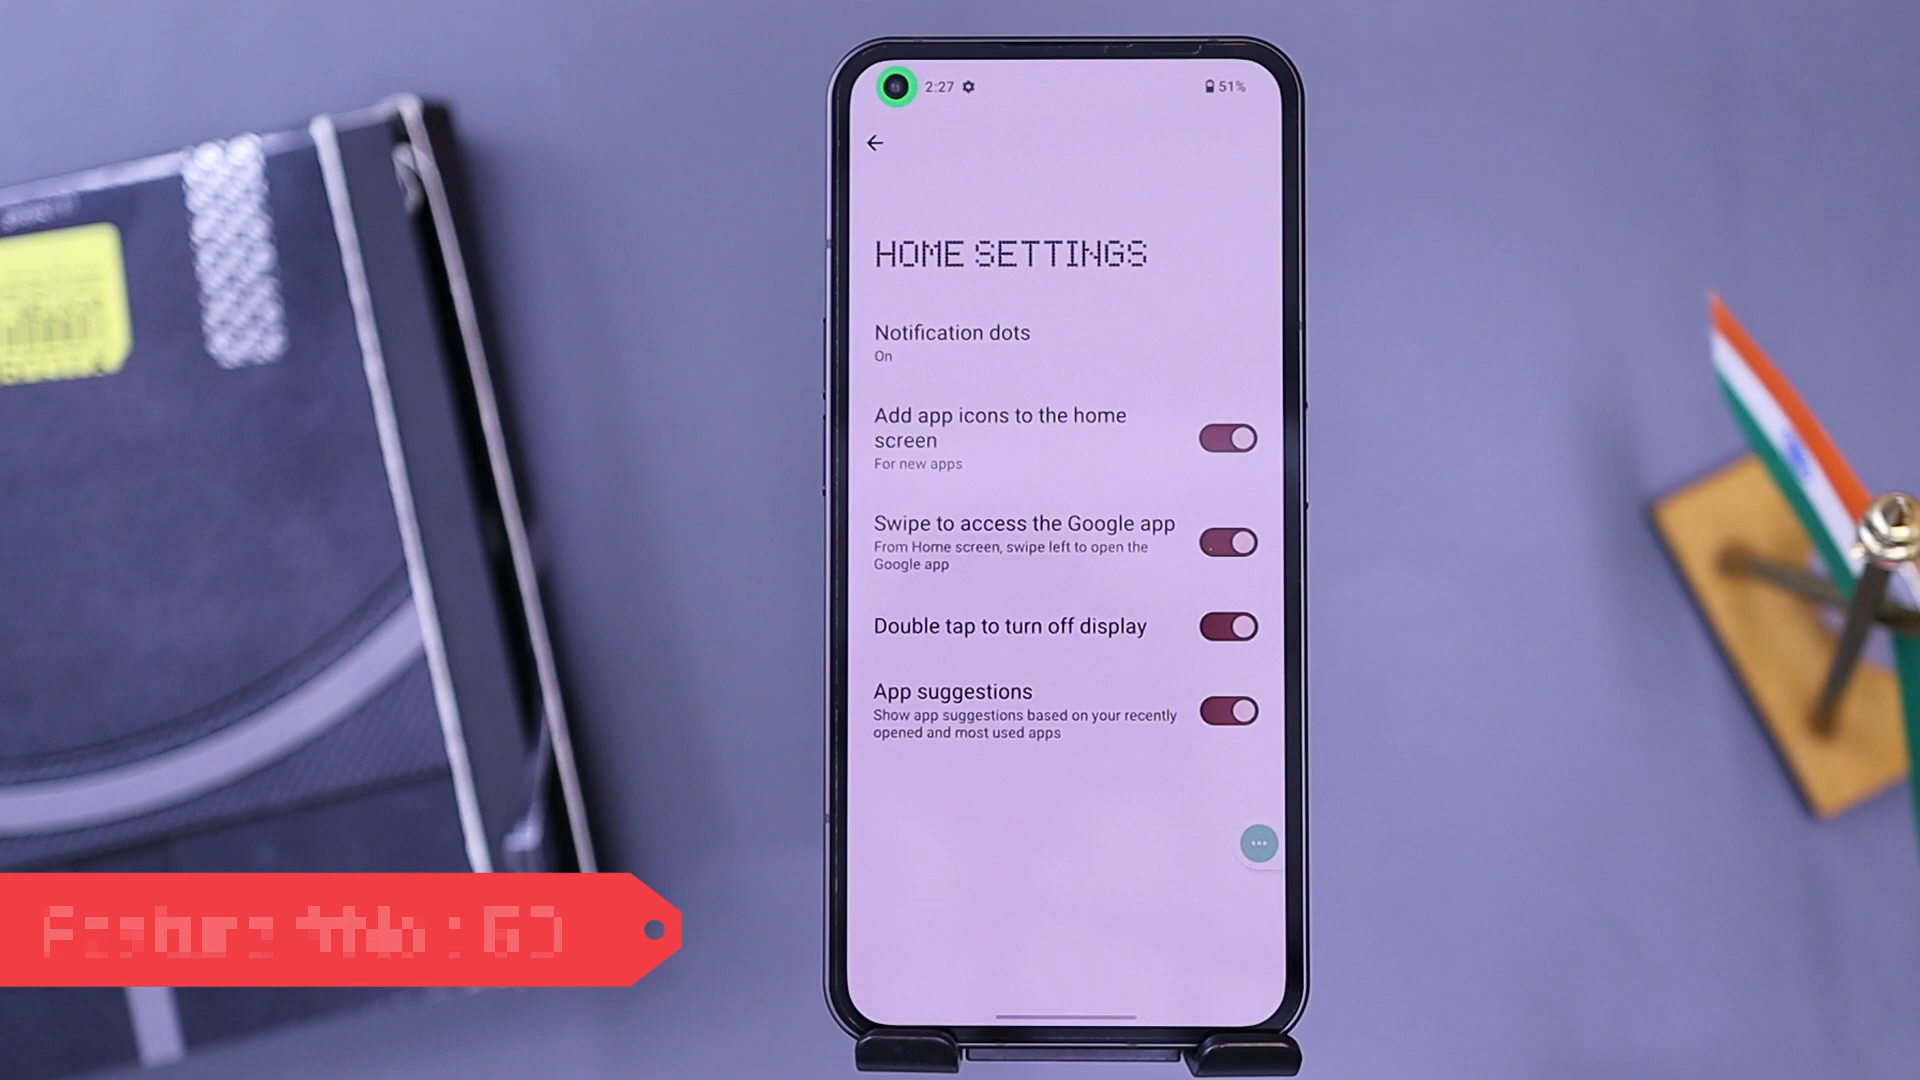 2:27
51%
HOME SETTINGS
Notification dots
On
Add app icons to the home
screen
For new apps
Swipe to access the Google app
From Home screen, swipe left to open the
Google app
Double tap to turn off display
App suggestions
Show app suggestions based on your recently
opened and most used apps